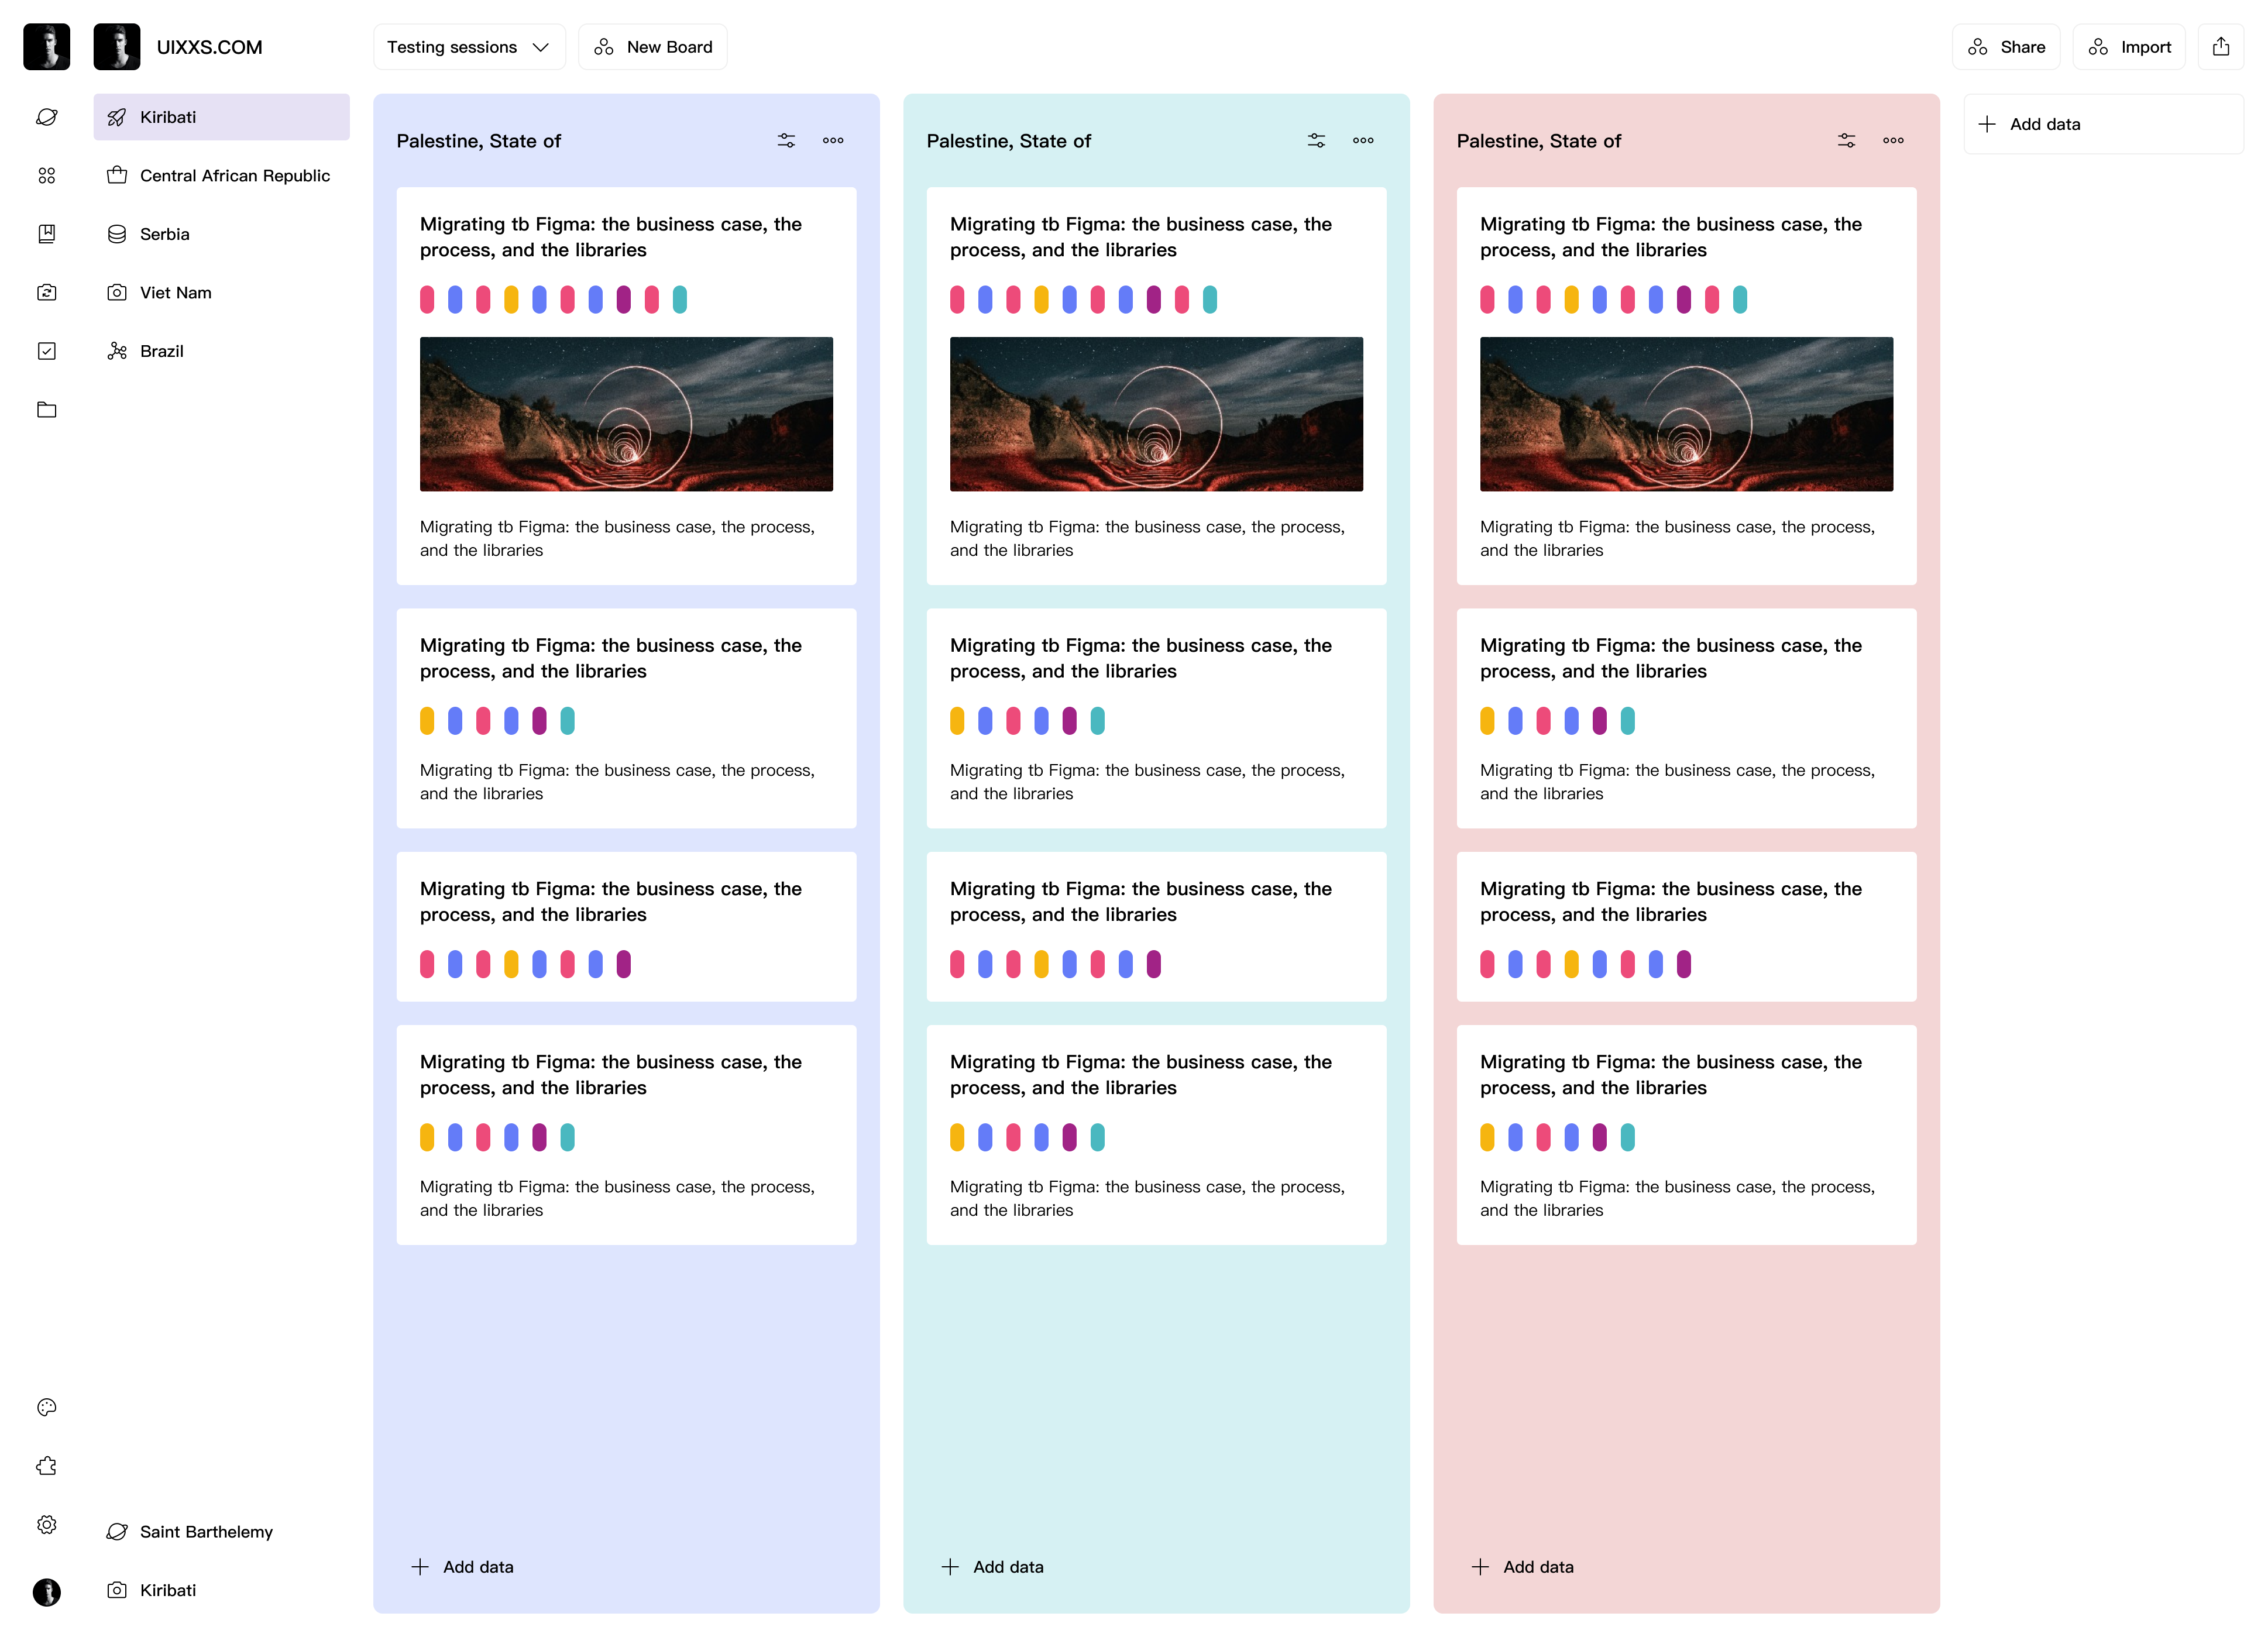 UIXXS.COM
Testing sessions
New Board
Share
Import
Kiribati
Central African Republic
Serbia
Viet Nam
Brazil
Saint Barthelemy
Kiribati
Palestine, State of
Migrating tb Figma: the business case, the
process, and the libraries
Migrating tb Figma: the business case, the process,
and the libraries
Migrating tb Figma: the business case, the
process, and the libraries
Migrating tb Figma: the business case, the process,
and the libraries
Migrating tb Figma: the business case, the
process, and the libraries
Migrating tb Figma: the business case, the
process, and the libraries
Migrating tb Figma: the business case, the process,
and the libraries
Add data
Palestine, State of
Migrating tb Figma: the business case, the
process, and the libraries
Migrating tb Figma: the business case, the process,
and the libraries
Migrating tb Figma: the business case, the
process, and the libraries
Migrating tb Figma: the business case, the process,
and the libraries
Migrating tb Figma: the business case, the
process, and the libraries
Migrating tb Figma: the business case, the
process, and the libraries
Migrating tb Figma: the business case, the process,
and the libraries
Add data
Palestine, State of
Migrating tb Figma: the business case, the
process, and the libraries
Migrating tb Figma: the business case, the process,
and the libraries
Migrating tb Figma: the business case, the
process, and the libraries
Migrating tb Figma: the business case, the process,
and the libraries
Migrating tb Figma: the business case, the
process, and the libraries
Migrating tb Figma: the business case, the
process, and the libraries
Migrating tb Figma: the business case, the process,
and the libraries
Add data
Add data